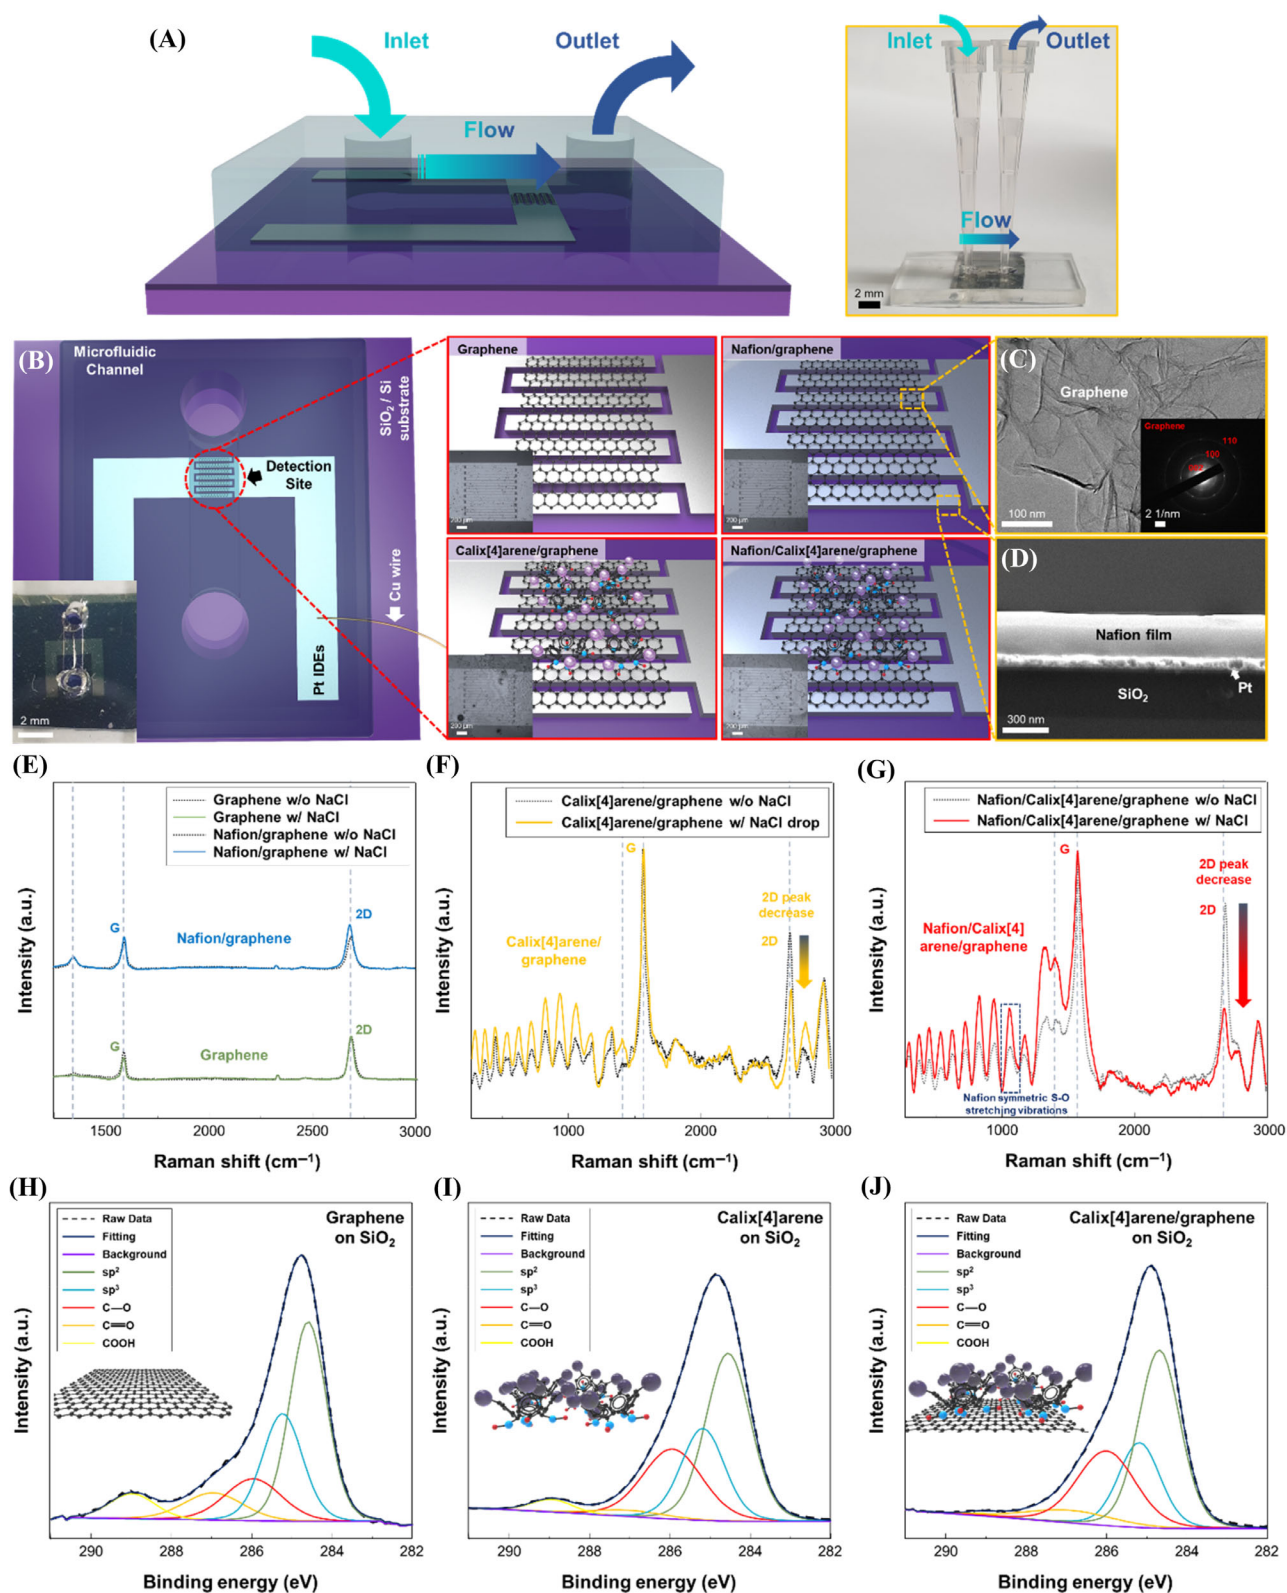 (A)
Inlet
Outlet
Flow
Inlet
Outlet
Flow
2 mm
(B)
Microfluidic
Channel
SiO2 / Si
substrate
Detection
Site
Cu wire
Pt IDEs
2 mm
Graphene
200 µm
Nafion/graphene
200 µm
Calix[4]arene/graphene
200 µm
Nafion/Calix[4]arene/graphene
200 µm
(C)
Graphene
Graphene
110
100
100 nm
2 1/nm
(D)
Nafion film
Pt
SiO2
300 nm
(E)
Graphene w/o NaCl
Graphene w/ NaCl
Nafion/graphene w/o NaCl
Nafion/graphene w/ NaCl
G
Nafion/graphene
2D
G
Graphene
2D
Intensity (a.u.)
1500
2000
2500
3000
Raman shift (cm−1)
(F)
Calix[4]arene/graphene w/o NaCl
Calix[4]arene/graphene w/ NaCl drop
G
2D peak
decrease
2D
Calix[4]arene/
graphene
Intensity (a.u.)
1000
2000
3000
Raman shift (cm−1)
(G)
Nafion/Calix[4]arene/graphene w/o NaCl
Nafion/Calix[4]arene/graphene w/ NaCl
G
2D peak
decrease
2D
Nafion/Calix[4]
arene/graphene
Nafion symmetric S-O
stretching vibrations
Intensity (a.u.)
1000
2000
3000
Raman shift (cm−1)
(H)
Raw Data
Fitting
Background
sp2
sp3
C—O
C=O
COOH
Graphene
on SiO2
Intensity (a.u.)
290
288
286
284
282
Binding energy (eV)
(I)
Raw Data
Fitting
Background
sp2
sp3
C—O
C=O
COOH
Calix[4]arene
on SiO2
Intensity (a.u.)
290
288
286
284
282
Binding energy (eV)
(J)
Raw Data
Fitting
Background
sp2
sp3
C—O
C=O
COOH
Calix[4]arene/graphene
on SiO2
Intensity (a.u.)
290
288
286
284
282
Binding energy (eV)